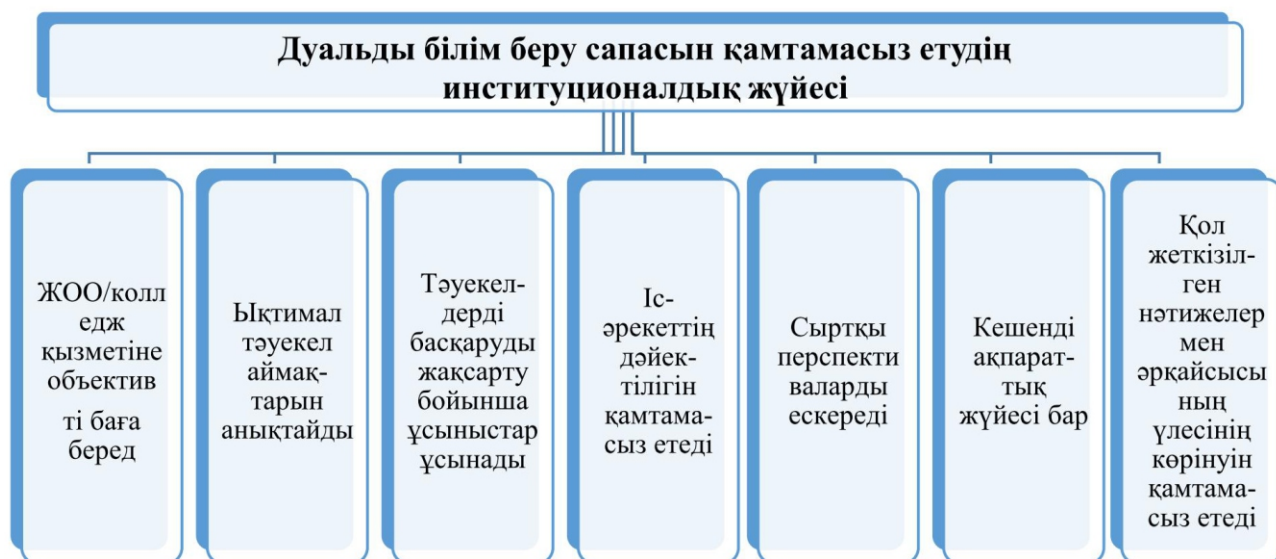 Дуальды білім беру сапасын қамтамасыз етудің
институционалдық жүйесі
ЖОО/колл
едж
қызметіне
объектив
ті баға
беред
Ықтимал
тәуекел
аймақ-
тарын
анықтайды
Тәуекел-
дерді
басқаруды
жақсарту
бойынша
ұсыныстар
ұсынады
Іс-
әрекеттің
дәйек-
тілігін
қамтама-
сыз етеді
Сыртқы
перспекти
валарды
ескереді
Кешенді
ақпарат-
тық
жүйесі бар
Қол
жеткізіл-
ген
нәтижелер
мен
әрқайсысы
ның
үлесінің
көрінуін
қамтама-
сыз етеді